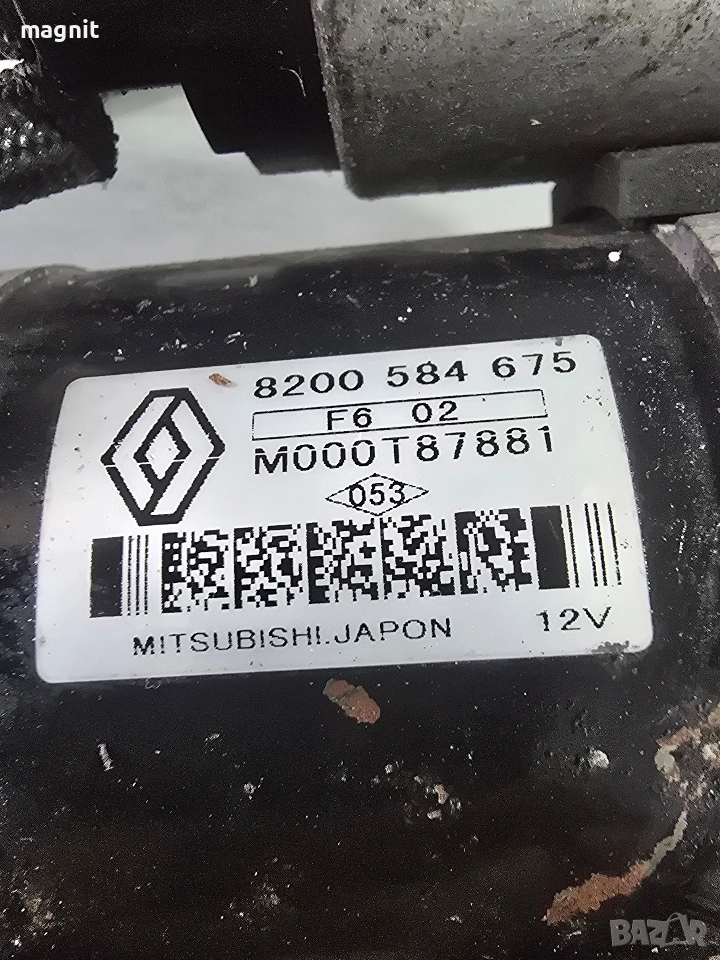 magnit
8200 584 675
F6 02
M000T87881
053
MITSUBISHI.JAPON 12V
BAZAR